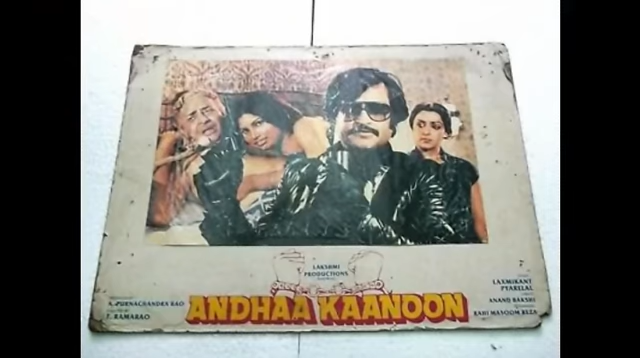 LAKSHMI
PRODUCTIONS
A. PURNACHANDRA RAO
T. RAMARAO
ANDHAA KAANOON
LAXMIKANT
PYARELAL
ANAND BAKSHI
RAHI MASOOM REZA